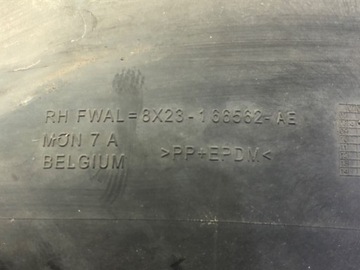 RH FWAL=8X23-166562-AE
MON 7 A
BELGIUM >PP+EPDM<